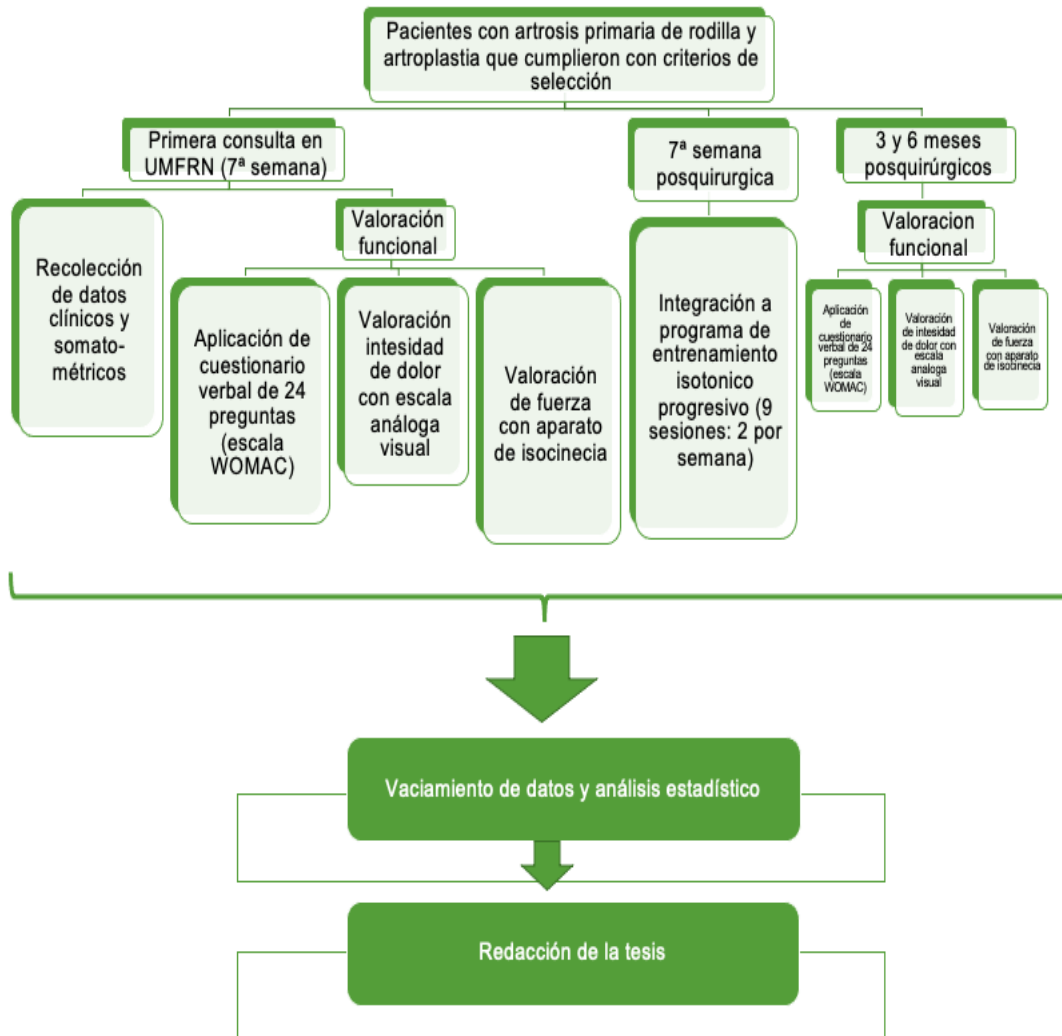 Pacientes con artrosis primaria de rodilla y
artroplastia que cumplieron con criterios de
selección
Primera consulta en
UMFRN (7ª semana)
7ª semana
posquirurgica
3 y 6 meses
posquirúrgicos
Recolección
de datos
clínicos y
somato-
métricos
Valoración
funcional
Aplicación de
cuestionario
verbal de 24
preguntas
(escala
WOMAC)
Valoración
intesidad
de dolor
con escala
análoga
visual
Valoración
de fuerza
con aparato
de isocinecia
Integración a
programa de
entrenamiento
isotonico
progresivo (9
sesiones: 2 por
semana)
Valoracion
funcional
Aplicación
de
cuestionario
verbal de 24
preguntas
(escala
WOMAC)
Valoración
de intesidad
de dolor con
escala
análoga
visual
Valoración
de fuerza
con aparato
de isocinecia
Vaciamiento de datos y análisis estadístico
Redacción de la tesis